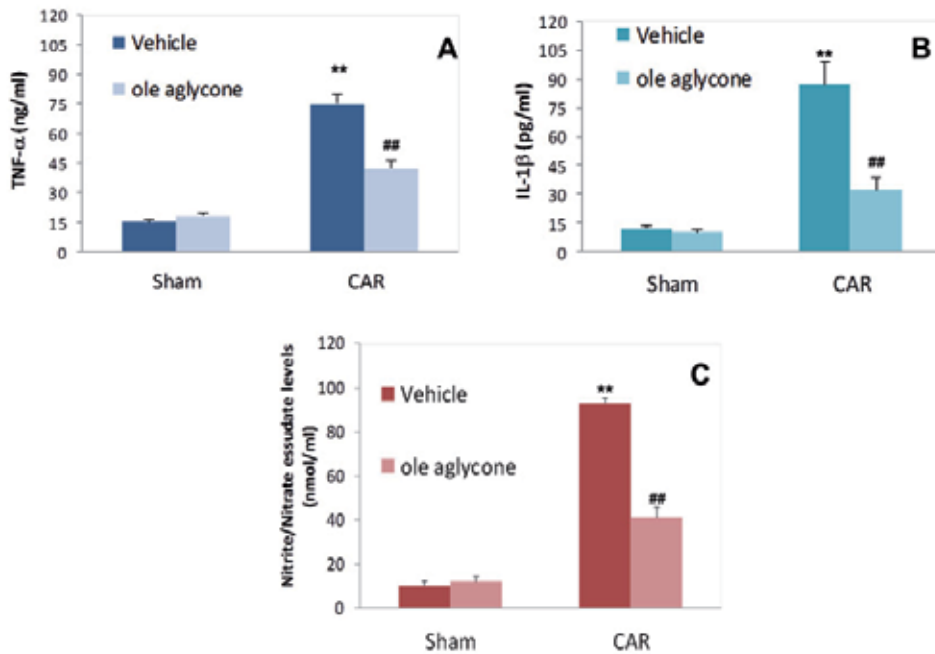 A
TNF-α (ng/ml)
120
105
90
75
60
45
30
15
0
Vehicle
ole aglycone
**
##
Sham CAR
B
IL-1β (pg/ml)
120
105
90
75
60
45
30
15
0
Vehicle
ole aglycone
**
##
Sham CAR
C
Nitrite/Nitrate essudate levels
(nmol/ml)
120
100
80
60
40
20
0
Vehicle
ole aglycone
**
##
Sham CAR